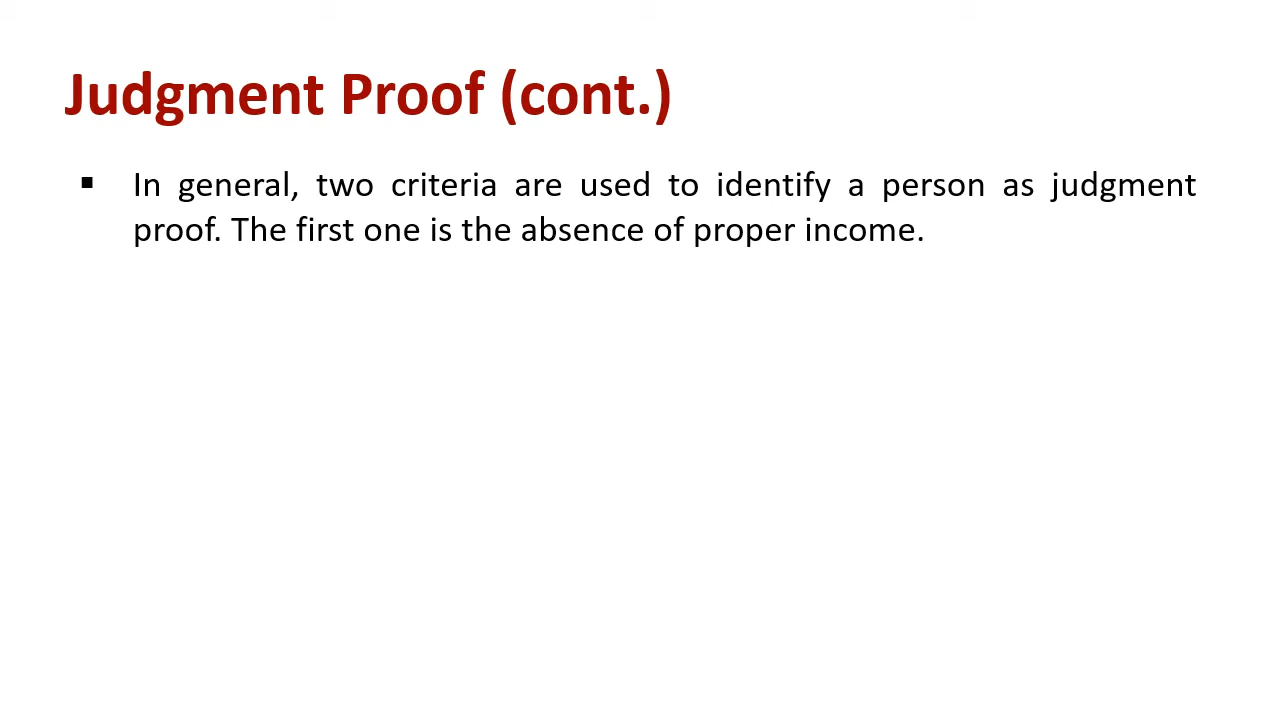 Judgment Proof (cont.)
▪ In general, two criteria are used to identify a person as judgment
proof. The first one is the absence of proper income.